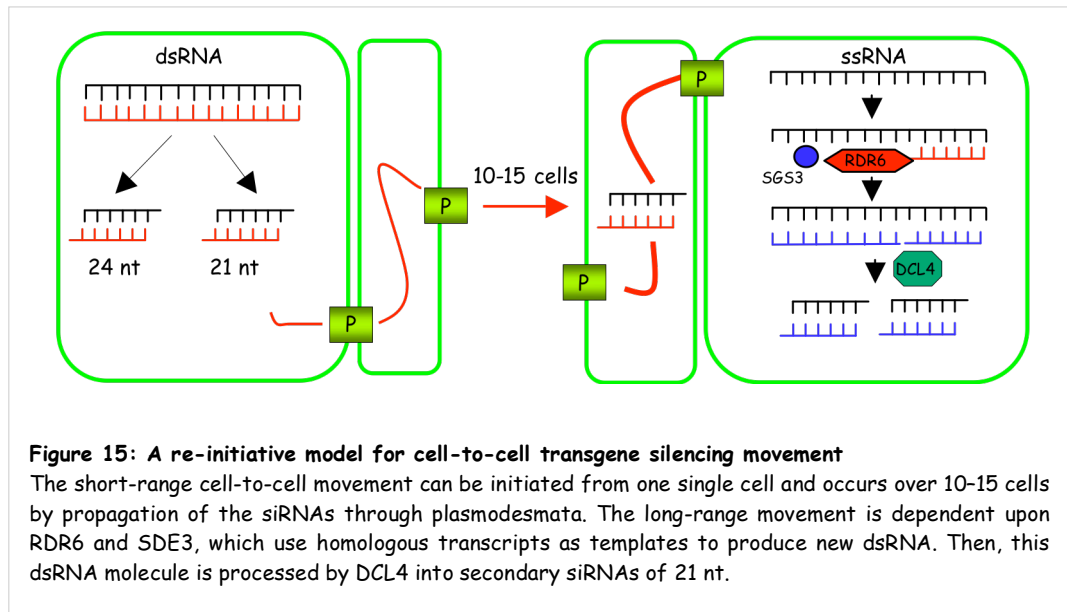 dsRNA
24 nt
21 nt
P
P
10-15 cells
P
P
ssRNA
SGS3
RDR6
DCL4
Figure 15: A re-initiative model for cell-to-cell transgene silencing movement
The short-range cell-to-cell movement can be initiated from one single cell and occurs over 10–15 cells
by propagation of the siRNAs through plasmodesmata. The long-range movement is dependent upon
RDR6 and SDE3, which use homologous transcripts as templates to produce new dsRNA. Then, this
dsRNA molecule is processed by DCL4 into secondary siRNAs of 21 nt.